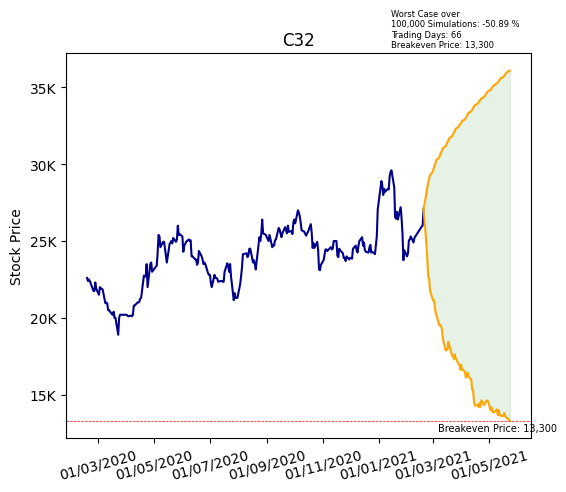 Worst Case over
100,000 Simulations: -50.89 %
Trading Days: 66
Breakeven Price: 13,300
C32
Stock Price
35K
30K
25K
20K
15K
Breakeven Price: 13,300
01/03/2020
01/05/2020
01/07/2020
01/09/2020
01/11/2020
01/01/2021
01/03/2021
01/05/2021